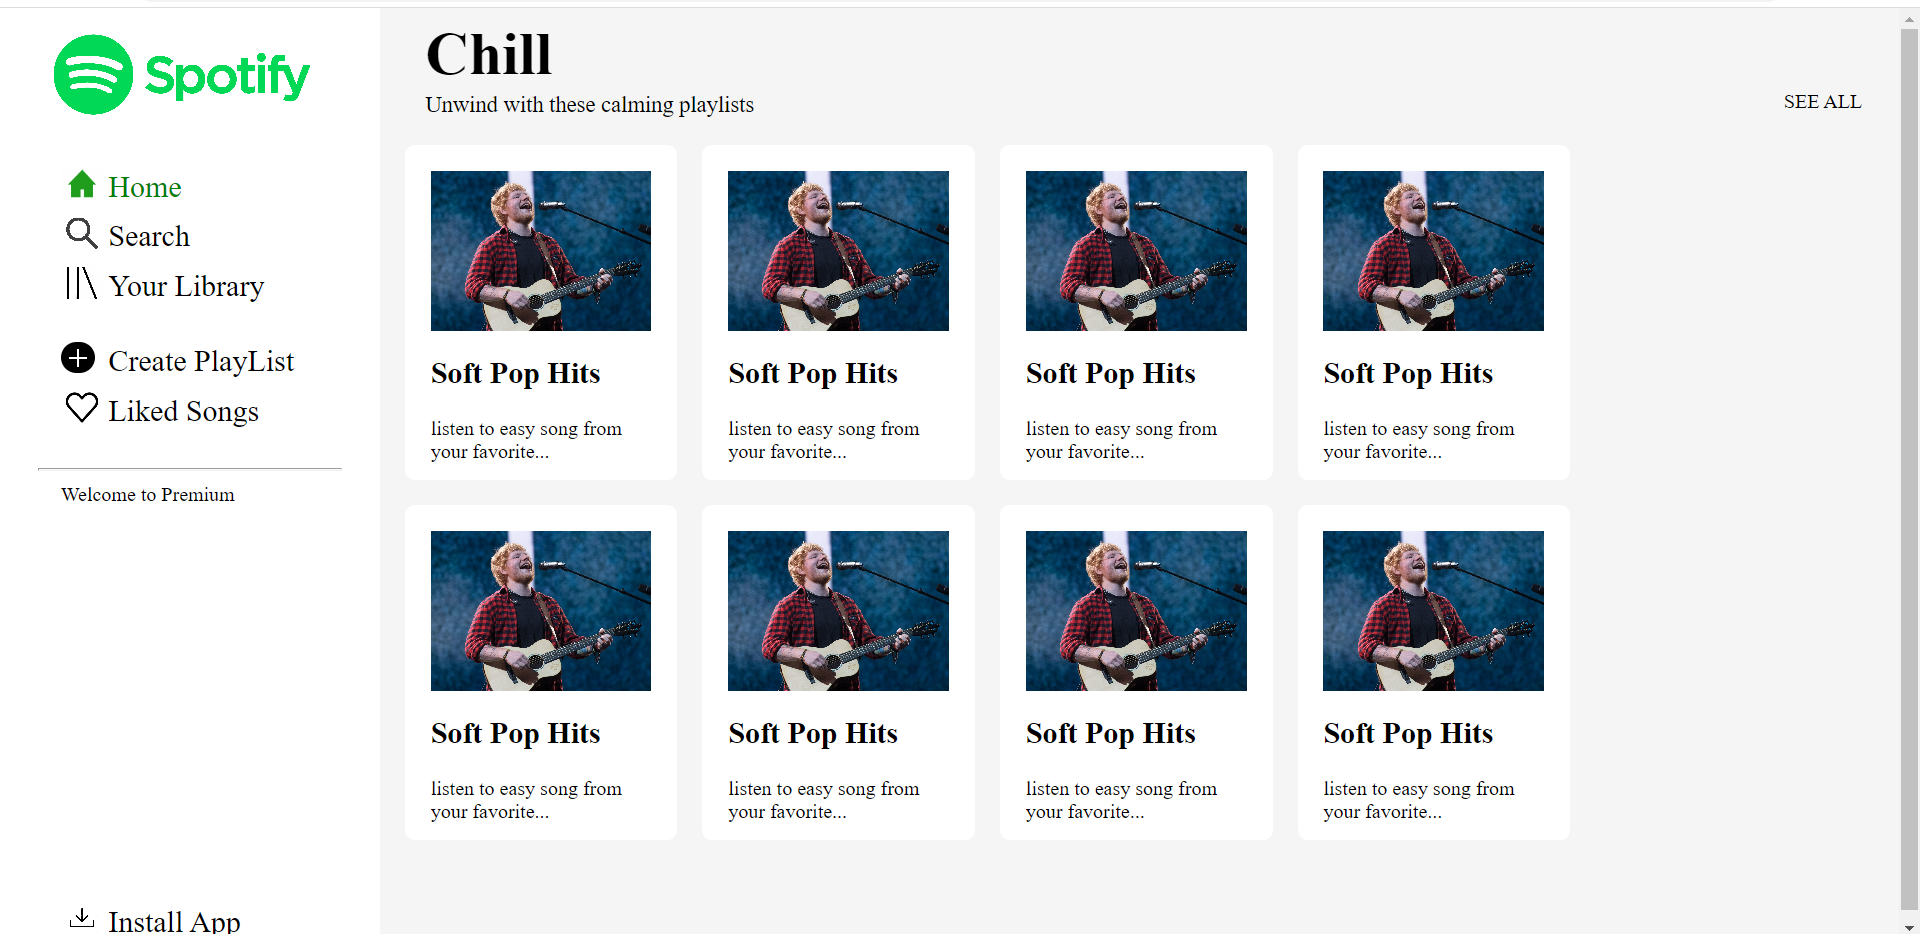 Spotify
Home
Search
Your Library
Create PlayList
Liked Songs
Welcome to Premium
Install App
Chill
Unwind with these calming playlists
SEE ALL
Soft Pop Hits
listen to easy song from
your favorite...
Soft Pop Hits
listen to easy song from
your favorite...
Soft Pop Hits
listen to easy song from
your favorite...
Soft Pop Hits
listen to easy song from
your favorite...
Soft Pop Hits
listen to easy song from
your favorite...
Soft Pop Hits
listen to easy song from
your favorite...
Soft Pop Hits
listen to easy song from
your favorite...
Soft Pop Hits
listen to easy song from
your favorite...